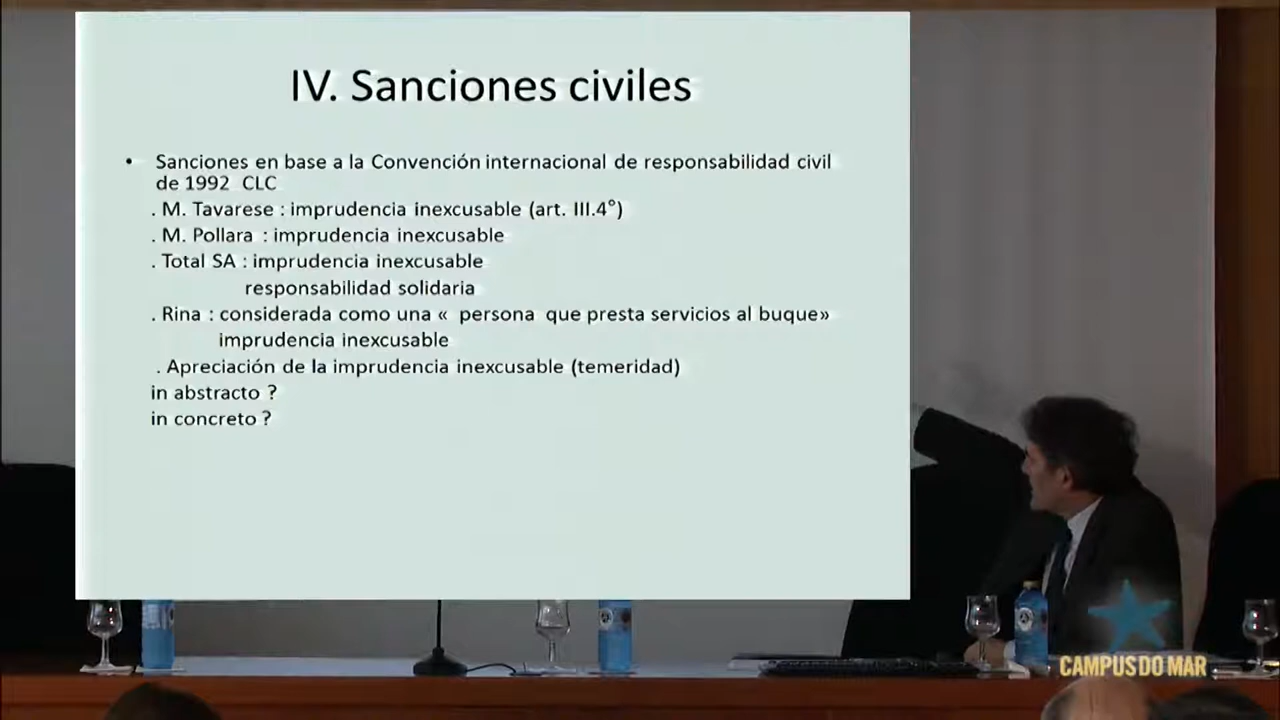 IV. Sanciones civiles
• Sanciones en base a la Convención internacional de responsabilidad civil
de 1992 CLC
. M. Tavarese : imprudencia inexcusable (art. III.4°)
. M. Pollara : imprudencia inexcusable
. Total SA : imprudencia inexcusable
responsabilidad solidaria
. Rina : considerada como una « persona que presta servicios al buque»
imprudencia inexcusable
. Apreciación de la imprudencia inexcusable (temeridad)
in abstracto ?
in concreto ?
CAMPUS DO MAR